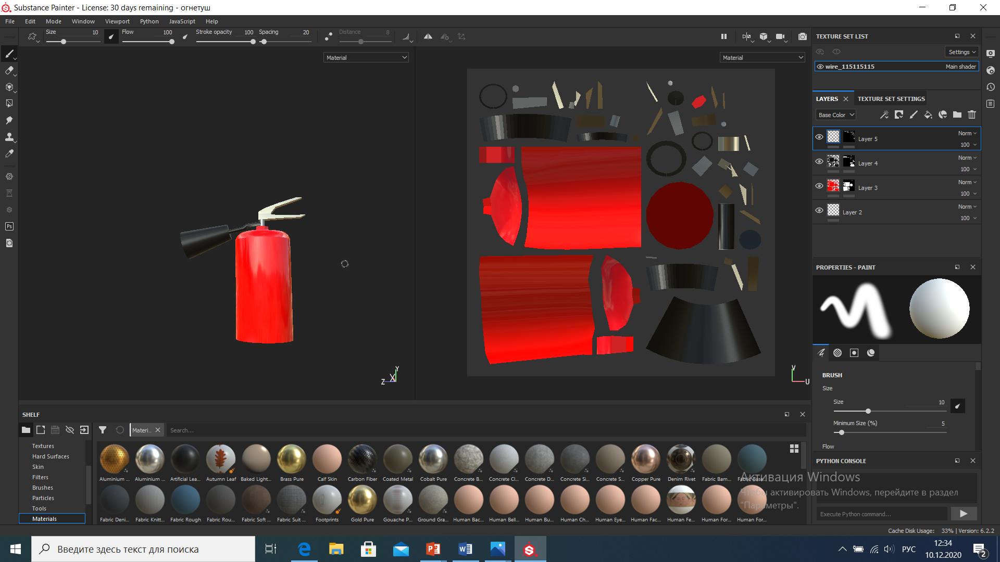 Substance Painter - License: 30 days remaining - огнетуш
File Edit Mode Window Viewport Python JavaScript Help
Size 10 Flow 100 Stroke opacity 100 Spacing 20 Distance 8
Material
Material
Z X Y
V U
TEXTURE SET LIST
Settings
wire_115115115 Main shader
LAYERS TEXTURE SET SETTINGS
Base Color
Layer 5 Norm 100
Layer 4 Norm 100
Layer 3 Norm 100
Layer 2 Norm 100
PROPERTIES - PAINT
BRUSH
Size
Size 10
Minimum Size (%) 5
Flow
PYTHON CONSOLE
Execute Python command...
Активация Windows
Чтобы активировать Windows, перейдите в раздел
"Параметры".
Ps
SHELF
Materi.. Search...
Textures
Hard Surfaces
Skin
Filters
Brushes
Particles
Tools
Materials
Aluminium ... Aluminium ... Artificial Lea... Autumn Leaf Baked Light... Brass Pure Calf Skin Carbon Fiber Coated Metal Cobalt Pure Concrete B... Concrete Cl... Concrete D... Concrete Si... Concrete S... Copper Pure Denim Rivet Fabric Bam... Fabric Base...
Fabric Deni... Fabric Knitt... Fabric Rough Fabric Rou... Fabric Soft ... Fabric Suit ... Footprints Gold Pure Gouache P... Ground Gra... Human Bac... Human Bell... Human Bu... Human Ch... Human Eye... Human Fac... Human Fe... Human For... Human For...
Cache Disk Usage: 33% | Version: 6.2.2
Введите здесь текст для поиска
РУС
12:34
10.12.2020
2